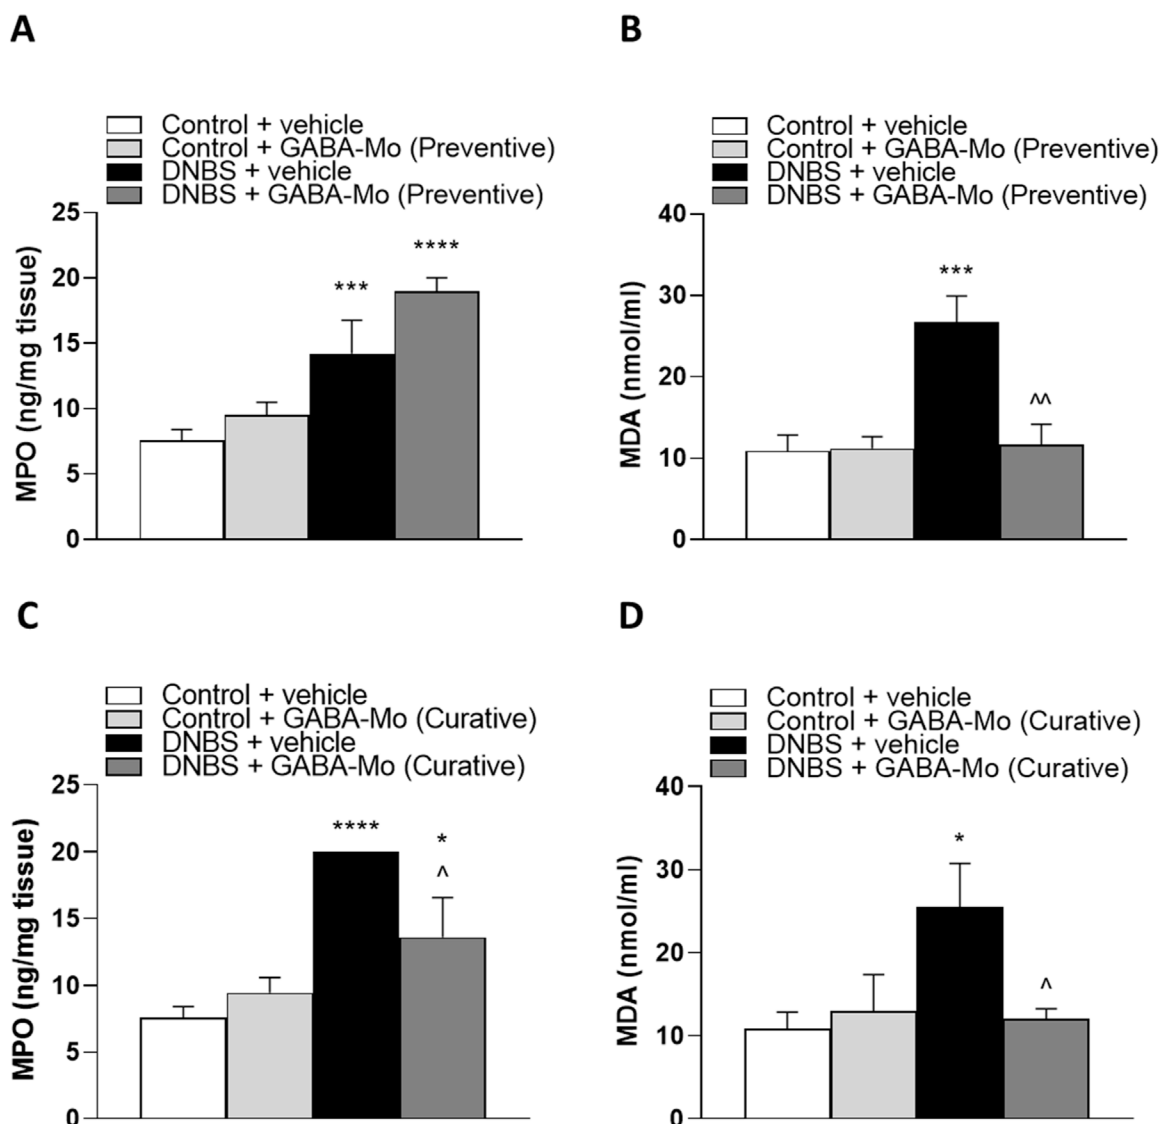 A
Control + vehicle
Control + GABA-Mo (Preventive)
DNBS + vehicle
DNBS + GABA-Mo (Preventive)
MPO (ng/mg tissue)
25
20
15
10
5
0
***
****
B
Control + vehicle
Control + GABA-Mo (Preventive)
DNBS + vehicle
DNBS + GABA-Mo (Preventive)
MDA (nmol/ml)
40
30
20
10
0
***
^^
C
Control + vehicle
Control + GABA-Mo (Curative)
DNBS + vehicle
DNBS + GABA-Mo (Curative)
MPO (ng/mg tissue)
25
20
15
10
5
0
****
*
^
D
Control + vehicle
Control + GABA-Mo (Curative)
DNBS + vehicle
DNBS + GABA-Mo (Curative)
MDA (nmol/ml)
40
30
20
10
0
*
^